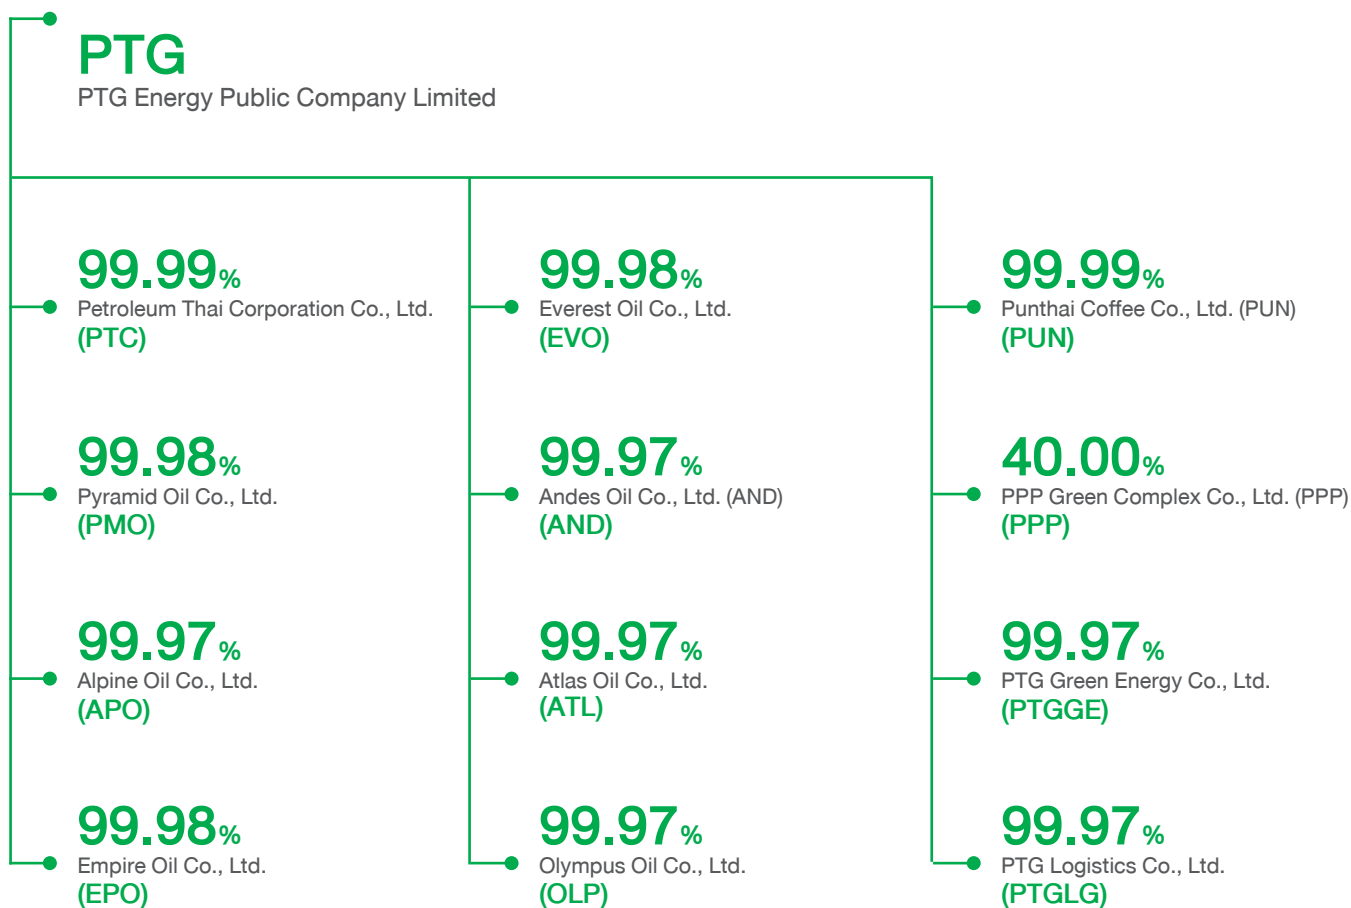 PTG
PTG Energy Public Company Limited
99.99%
Petroleum Thai Corporation Co., Ltd.
(PTC)
99.98%
Pyramid Oil Co., Ltd.
(PMO)
99.97%
Alpine Oil Co., Ltd.
(APO)
99.98%
Empire Oil Co., Ltd.
(EPO)
99.98%
Everest Oil Co., Ltd.
(EVO)
99.97%
Andes Oil Co., Ltd. (AND)
(AND)
99.97%
Atlas Oil Co., Ltd.
(ATL)
99.97%
Olympus Oil Co., Ltd.
(OLP)
99.99%
Punthai Coffee Co., Ltd. (PUN)
(PUN)
40.00%
PPP Green Complex Co., Ltd. (PPP)
(PPP)
99.97%
PTG Green Energy Co., Ltd.
(PTGGE)
99.97%
PTG Logistics Co., Ltd.
(PTGLG)